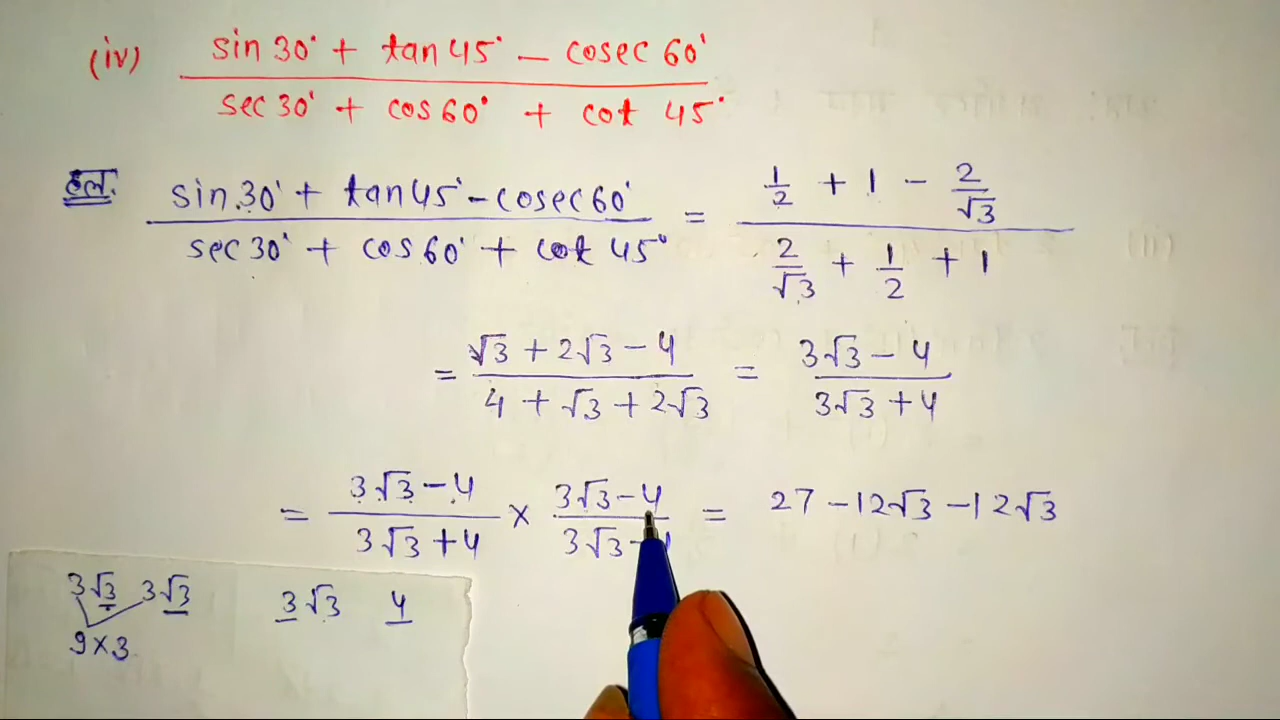 (iv) sin 30° + tan 45° - cosec 60°
sec 30° + cos 60° + cot 45°
हल. sin 30° + tan 45° - cosec 60° = 1/2 + 1 - 2/√3
sec 30° + cos 60° + cot 45° 2/√3 + 1/2 + 1
= √3 + 2√3 - 4 = 3√3 - 4
4 + √3 + 2√3 3√3 + 4
= 3√3 - 4 × 3√3 - 4 = 27 - 12√3 - 12√3
3√3 + 4 3√3 -
3√3 3√3 3√3 4
9×3